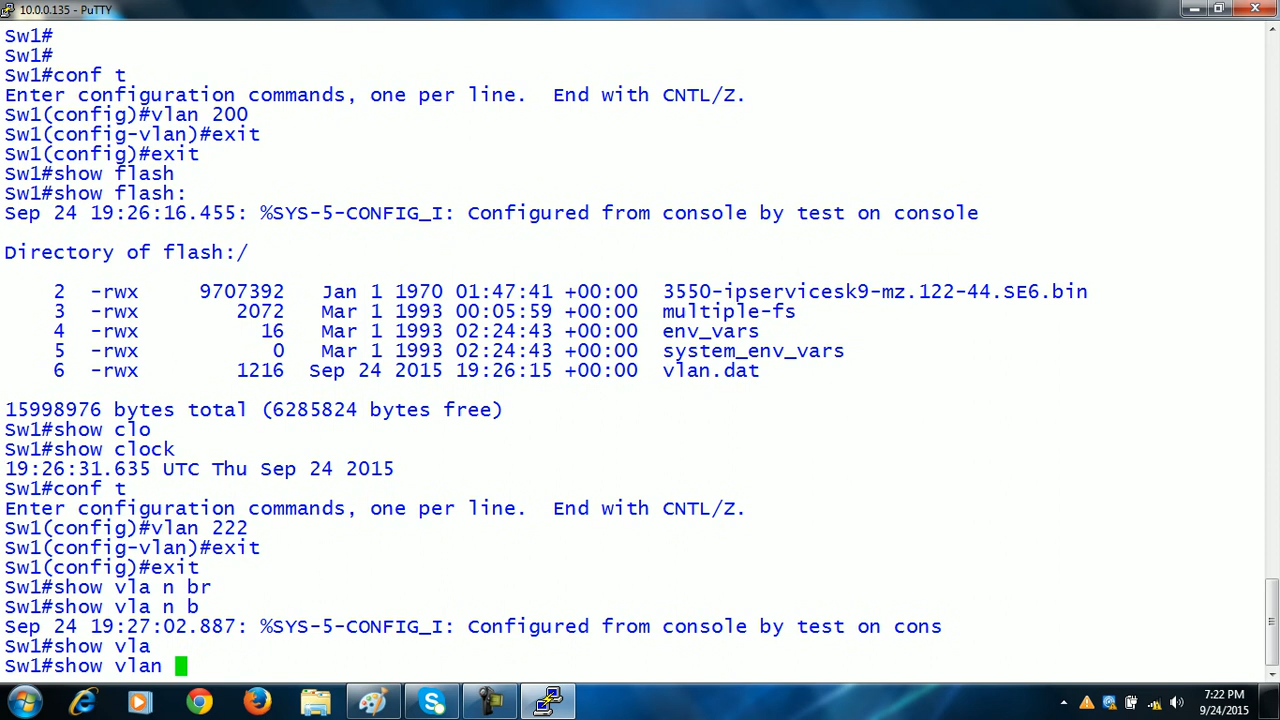 10.0.0.135 - PuTTY
Sw1#
Sw1#
Sw1#conf t
Enter configuration commands, one per line.  End with CNTL/Z.
Sw1(config)#vlan 200
Sw1(config-vlan)#exit
Sw1(config)#exit
Sw1#show flash
Sw1#show flash:
Sep 24 19:26:16.455: %SYS-5-CONFIG_I: Configured from console by test on console
Directory of flash:/
2  -rwx     9707392   Jan 1 1970 01:47:41 +00:00  3550-ipservicesk9-mz.122-44.SE6.bin
3  -rwx        2072   Mar 1 1993 00:05:59 +00:00  multiple-fs
4  -rwx          16   Mar 1 1993 02:24:43 +00:00  env_vars
5  -rwx           0   Mar 1 1993 02:24:43 +00:00  system_env_vars
6  -rwx        1216  Sep 24 2015 19:26:15 +00:00  vlan.dat
15998976 bytes total (6285824 bytes free)
Sw1#show clo
Sw1#show clock
19:26:31.635 UTC Thu Sep 24 2015
Sw1#conf t
Enter configuration commands, one per line.  End with CNTL/Z.
Sw1(config)#vlan 222
Sw1(config-vlan)#exit
Sw1(config)#exit
Sw1#show vla n br
Sw1#show vla n b
Sep 24 19:27:02.887: %SYS-5-CONFIG_I: Configured from console by test on cons
Sw1#show vla
Sw1#show vlan
7:22 PM
9/24/2015